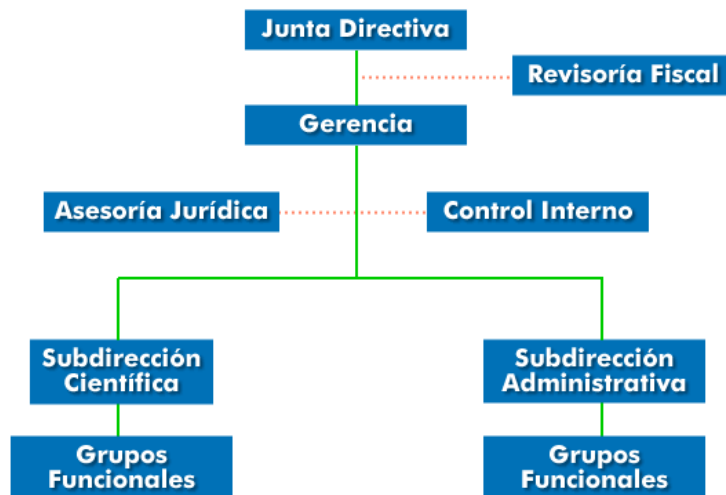 Junta Directiva
Revisoría Fiscal
Gerencia
Asesoría Jurídica
Control Interno
Subdirección
Científica
Subdirección
Administrativa
Grupos
Funcionales
Grupos
Funcionales